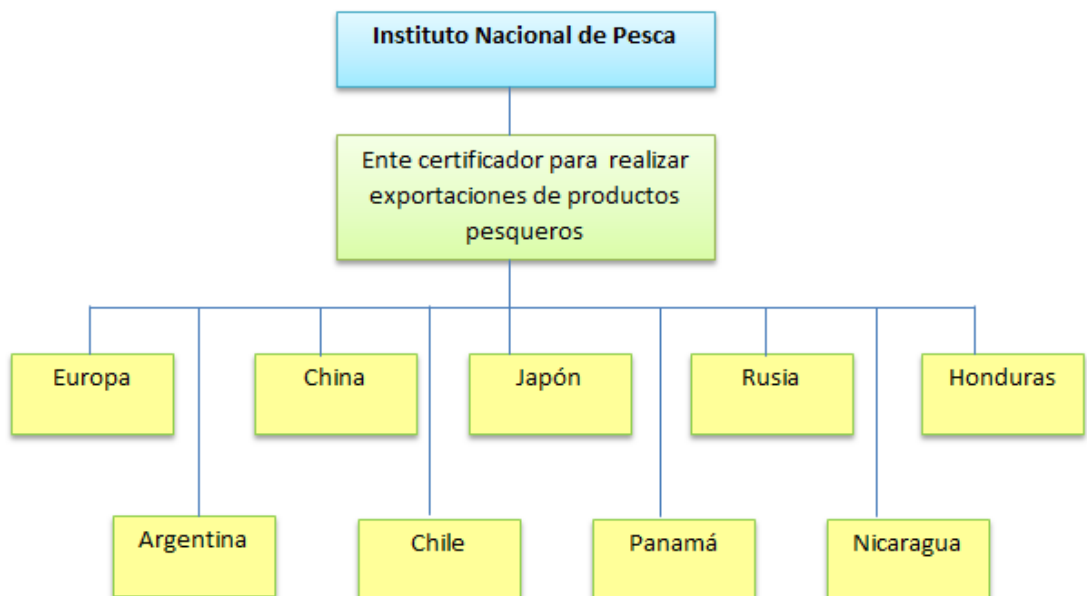 Instituto Nacional de Pesca
Ente certificador para realizar
exportaciones de productos
pesqueros
Europa
China
Japón
Rusia
Honduras
Argentina
Chile
Panamá
Nicaragua